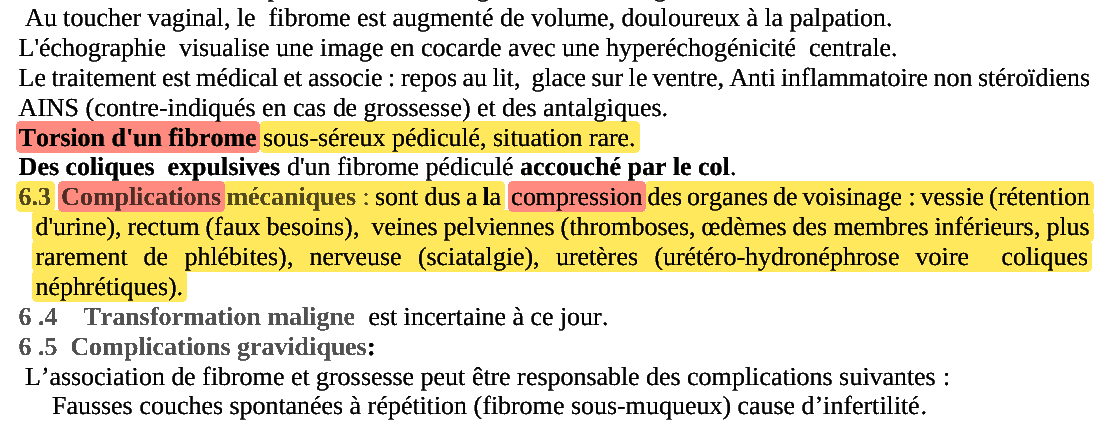 Au toucher vaginal, le fibrome est augmenté de volume, douloureux à la palpation.
L'échographie visualise une image en cocarde avec une hyperéchogénicité centrale.
Le traitement est médical et associe : repos au lit, glace sur le ventre, Anti inflammatoire non stéroïdiens
AINS (contre-indiqués en cas de grossesse) et des antalgiques.
Torsion d'un fibrome sous-séreux pédiculé, situation rare.
Des coliques expulsives d'un fibrome pédiculé accouché par le col.
6.3 Complications mécaniques : sont dus a la compression des organes de voisinage : vessie (rétention
d'urine), rectum (faux besoins), veines pelviennes (thromboses, œdèmes des membres inférieurs, plus
rarement de phlébites), nerveuse (sciatalgie), uretères (urétéro-hydronéphrose voire coliques
néphrétiques).
6 .4 Transformation maligne est incertaine à ce jour.
6 .5 Complications gravidiques:
L’association de fibrome et grossesse peut être responsable des complications suivantes :
Fausses couches spontanées à répétition (fibrome sous-muqueux) cause d’infertilité.